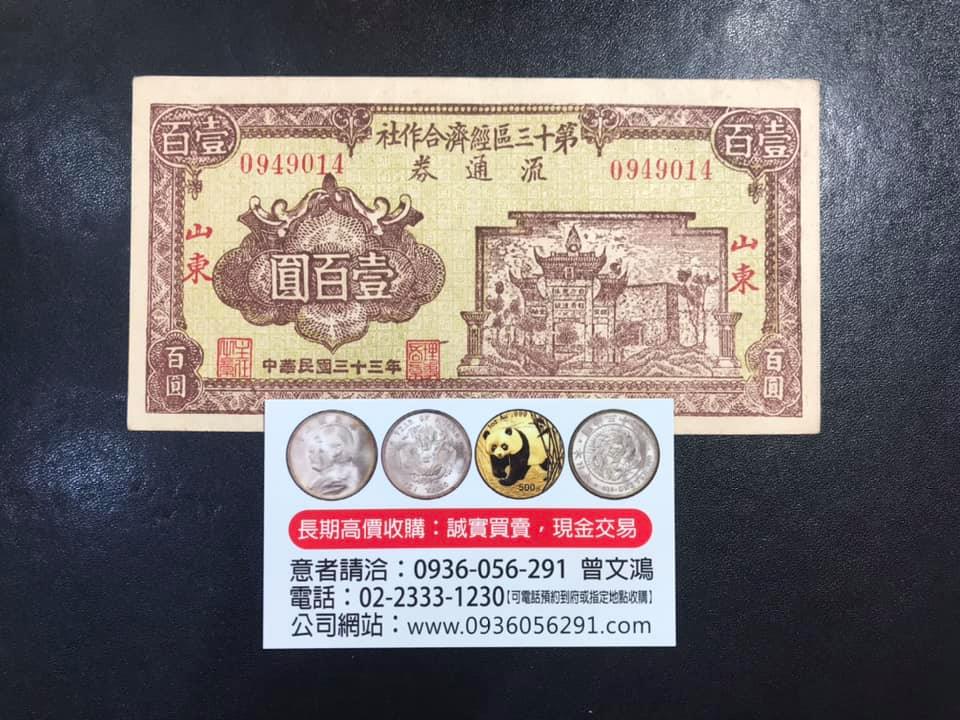 壹百
第十三區經濟合作社
壹百
0949014
流通券
0949014
山東
山東
壹百圓
中華民國三十三年
百圓
百圓
500元
長期高價收購：誠實買賣，現金交易
意者請洽：0936-056-291 曾文鴻
電話：02-2333-1230【可電話預約到府或指定地點收購】
公司網站：www.0936056291.com